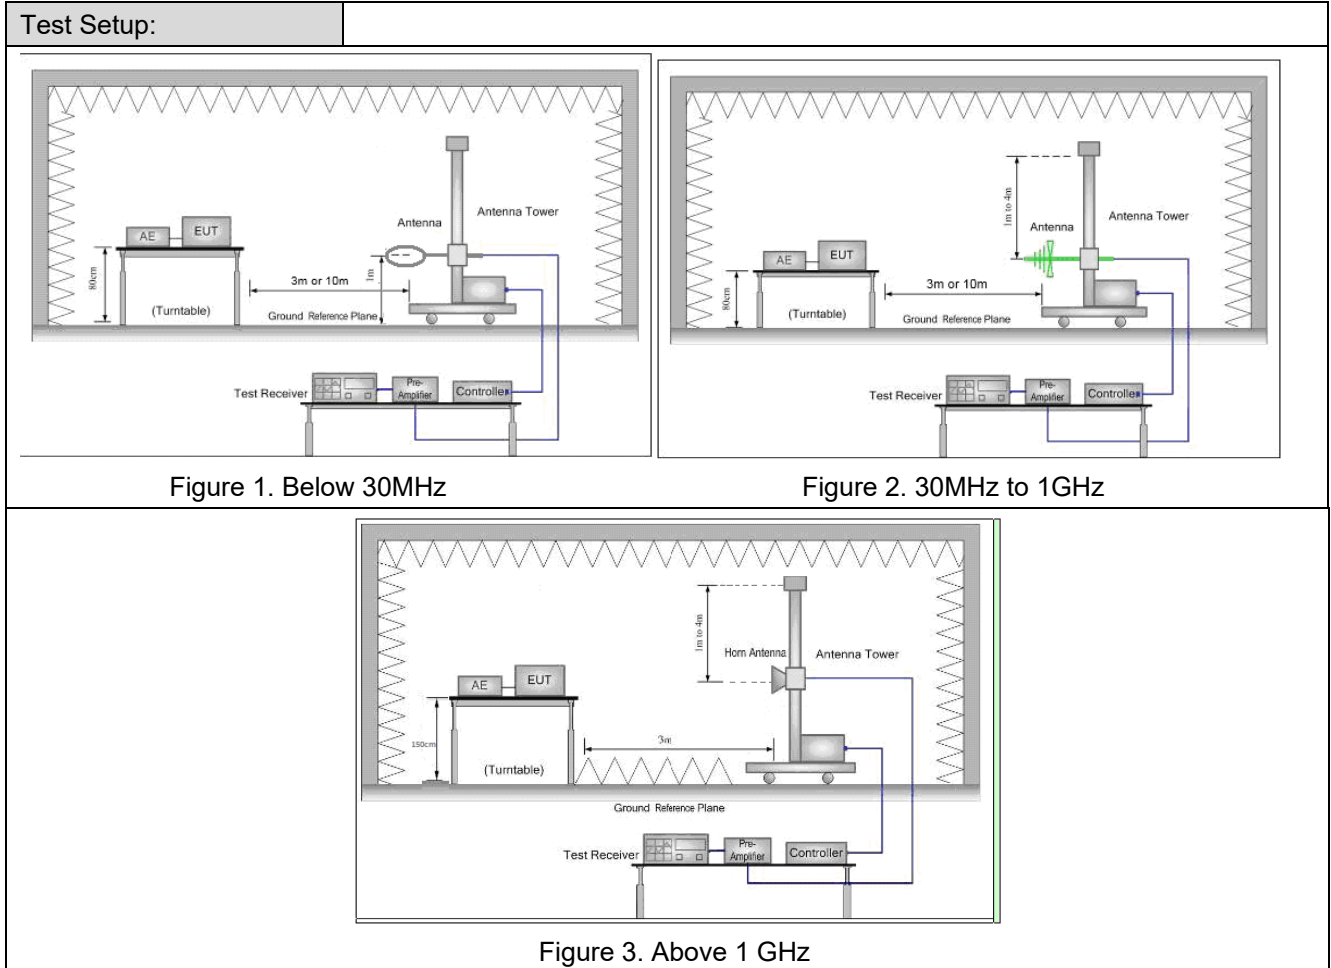 Test Setup:
Antenna
Antenna Tower
AE
EUT
80cm
1m
3m or 10m
(Turntable)
Ground Reference Plane
Test Receiver
Pre-
Amplifier
Controller
Figure 1. Below 30MHz
1m to 4m
Antenna
Antenna Tower
AE
EUT
80cm
3m or 10m
(Turntable)
Ground Reference Plane
Test Receiver
Pre-
Amplifier
Controller
Figure 2. 30MHz to 1GHz
1m to 4m
Horn Antenna
Antenna Tower
AE
EUT
150cm
3m
(Turntable)
Ground Reference Plane
Test Receiver
Pre-
Amplifier
Controller
Figure 3. Above 1 GHz